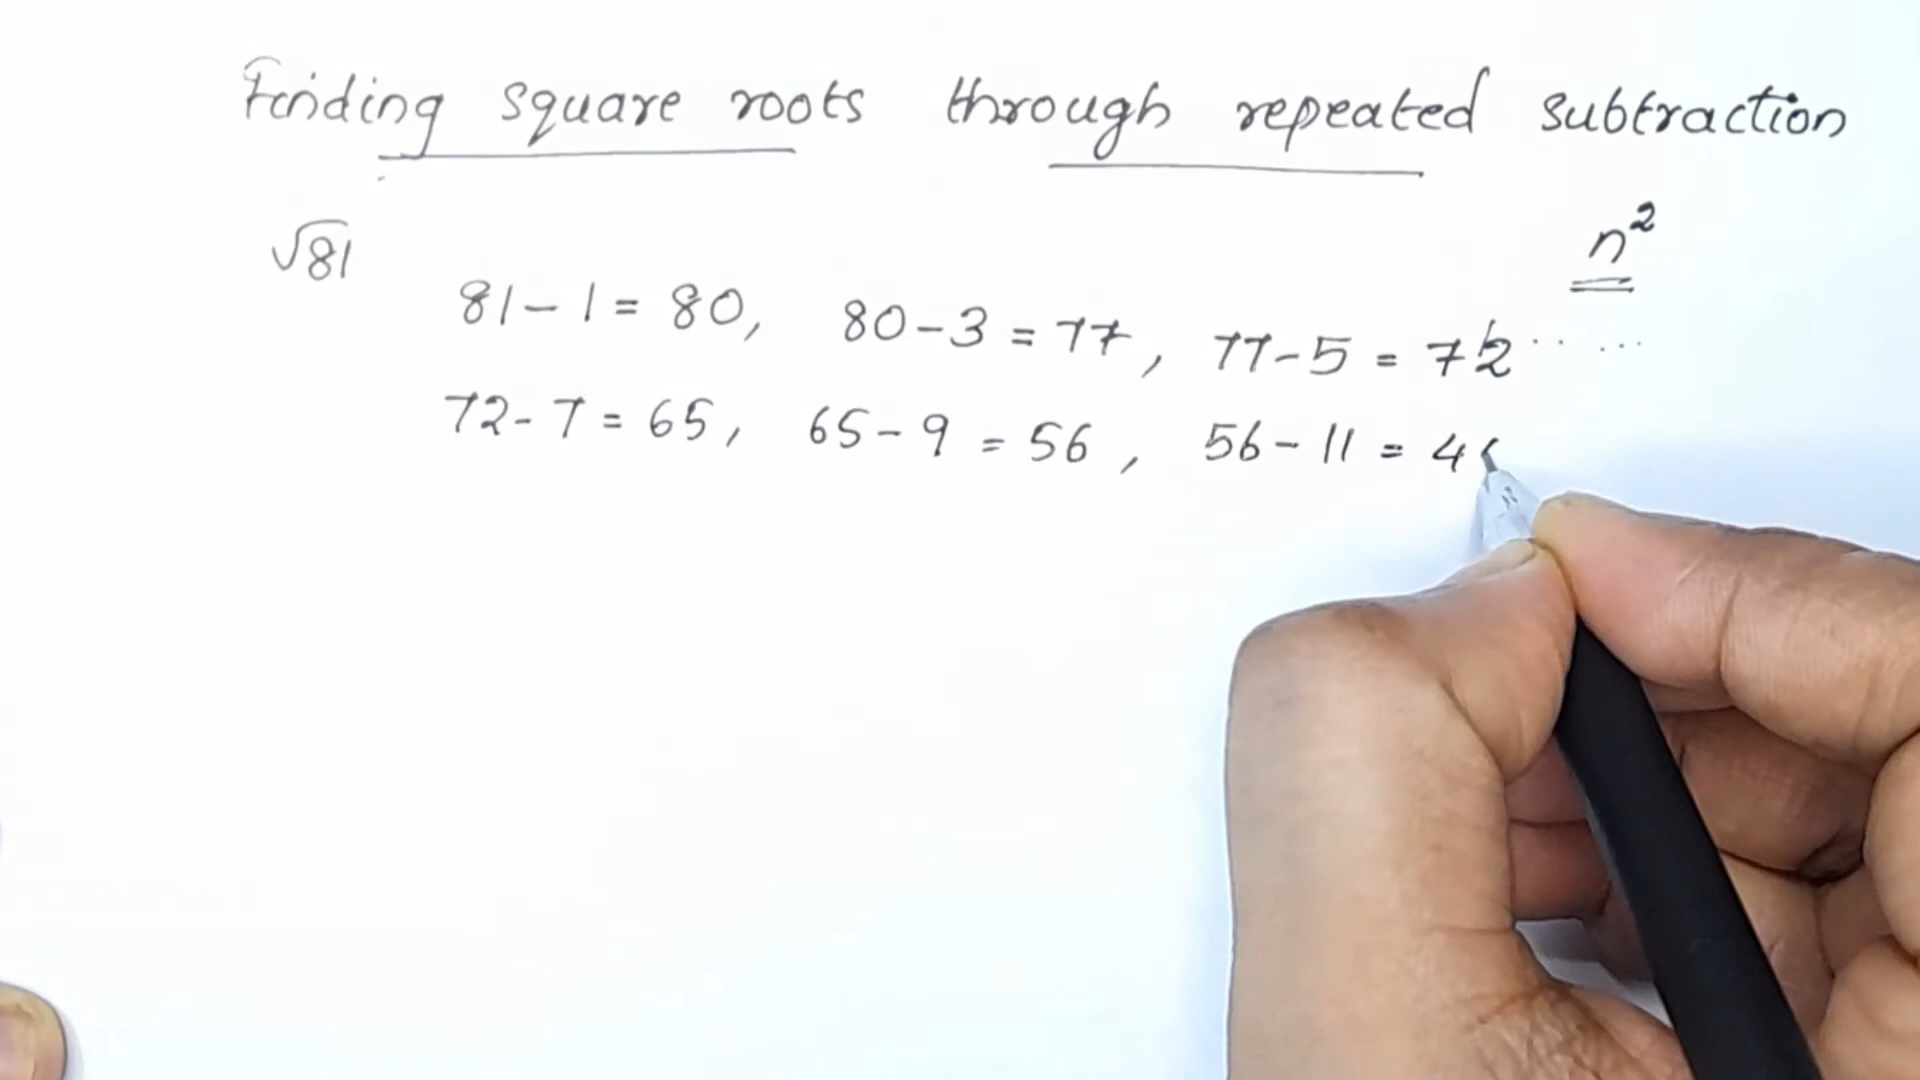 Finding square roots through repeated subtraction
n²
√81
81 - 1 = 80, 80 - 3 = 77, 77 - 5 = 72 .. ...
72 - 7 = 65, 65 - 9 = 56, 56 - 11 = 4